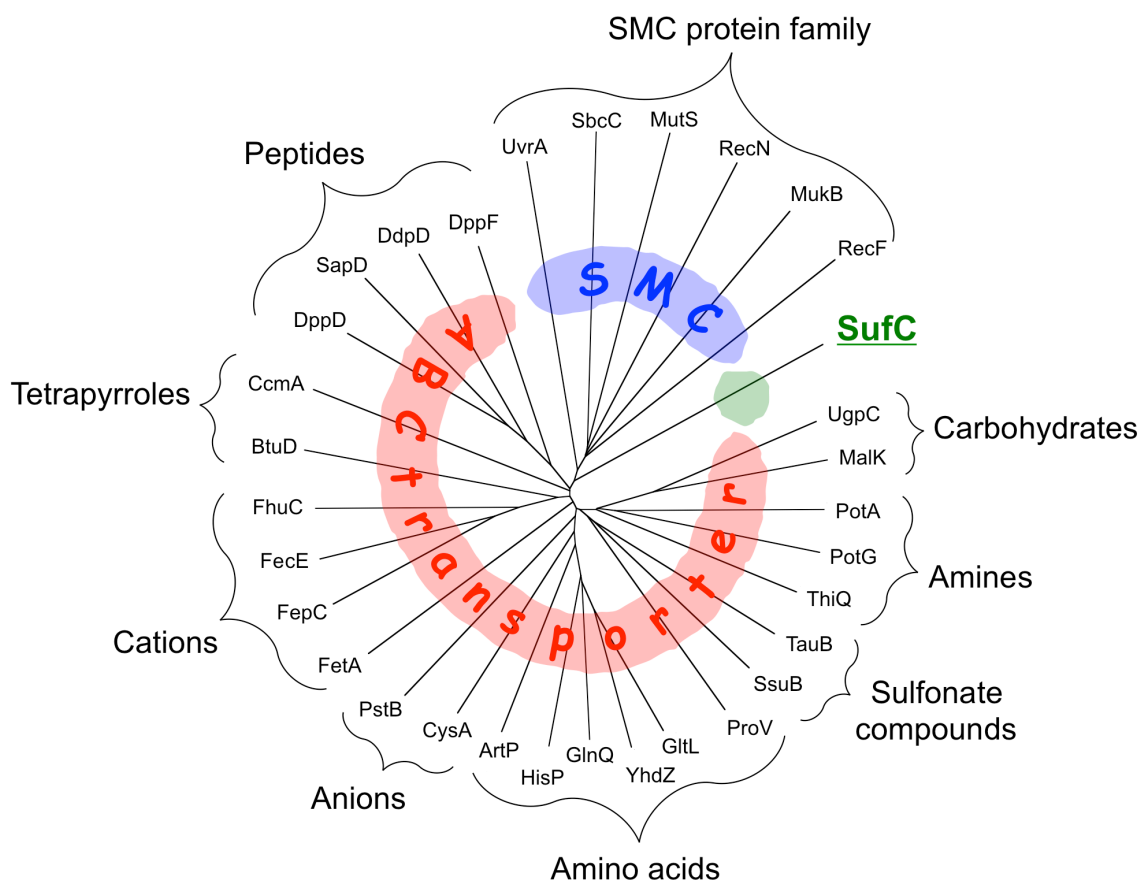 SMC protein family
UvrA
SbcC
MutS
RecN
MukB
RecF
SMC
SufC
Peptides
DppF
DdpD
SapD
DppD
Tetrapyrroles
CcmA
BtuD
Cations
FhuC
FecE
FepC
FetA
Anions
PstB
CysA
Amino acids
ArtP
HisP
GlnQ
YhdZ
GltL
ProV
Sulfonate
compounds
SsuB
TauB
Amines
ThiQ
PotG
PotA
Carbohydrates
MalK
UgpC
ABC transporter